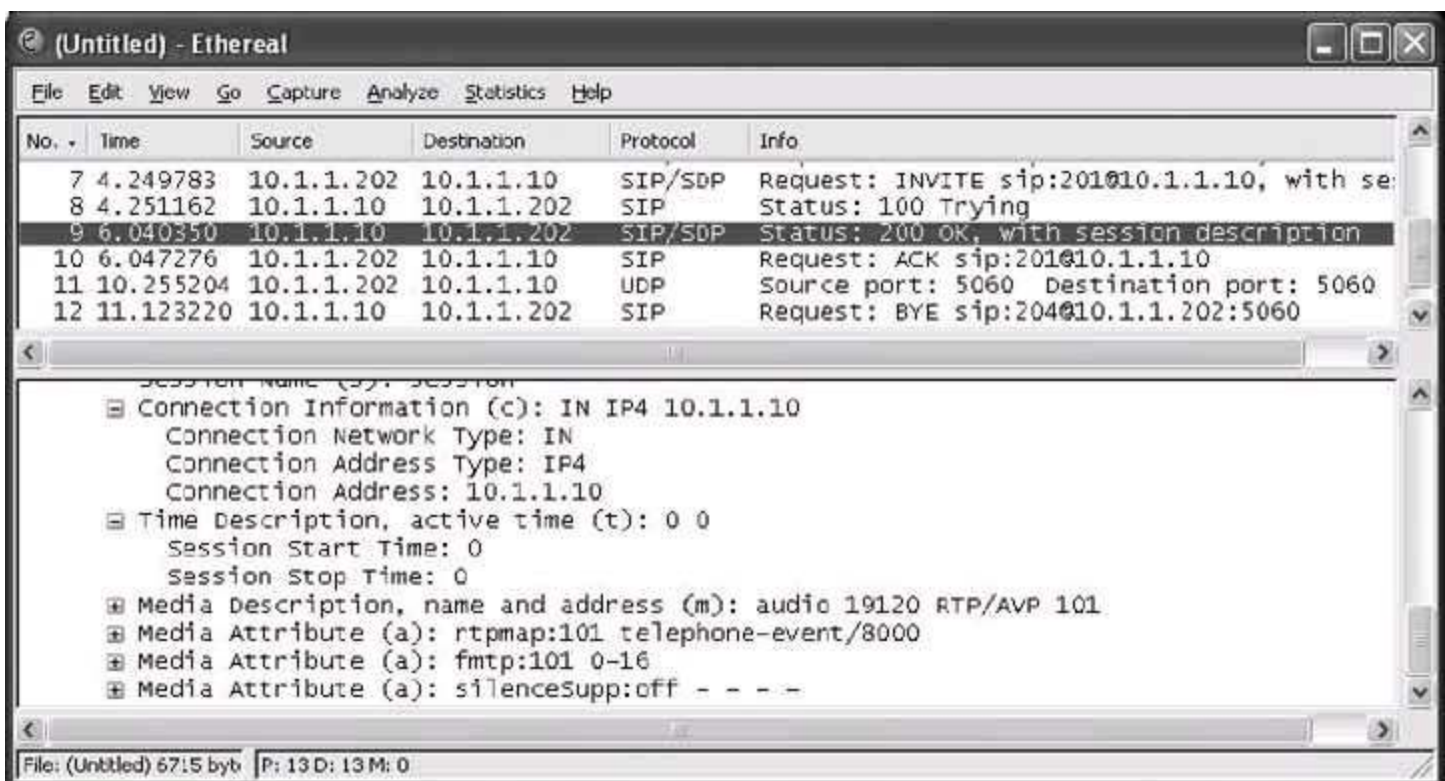 (Untitled) - Ethereal
File Edit View Go Capture Analyze Statistics Help
No. Time Source Destination Protocol Info
7 4.249783 10.1.1.202 10.1.1.10 SIP/SDP Request: INVITE sip:201@10.1.1.10, with se
8 4.251162 10.1.1.10 10.1.1.202 SIP Status: 100 Trying
9 6.040350 10.1.1.10 10.1.1.202 SIP/SDP Status: 200 OK, with session description
10 6.047276 10.1.1.202 10.1.1.10 SIP Request: ACK sip:201@10.1.1.10
11 10.255204 10.1.1.202 10.1.1.10 UDP Source port: 5060 Destination port: 5060
12 11.123220 10.1.1.10 10.1.1.202 SIP Request: BYE sip:204@10.1.1.202:5060
Session Name (s): session
Connection Information (c): IN IP4 10.1.1.10
Connection Network Type: IN
Connection Address Type: IP4
Connection Address: 10.1.1.10
Time Description, active time (t): 0 0
Session Start Time: 0
Session Stop Time: 0
Media Description, name and address (m): audio 19120 RTP/AVP 101
Media Attribute (a): rtpmap:101 telephone-event/8000
Media Attribute (a): fmtp:101 0-16
Media Attribute (a): silenceSupp:off - - - -
File: (Untitled) 6715 byt P: 13 D: 13 M: 0